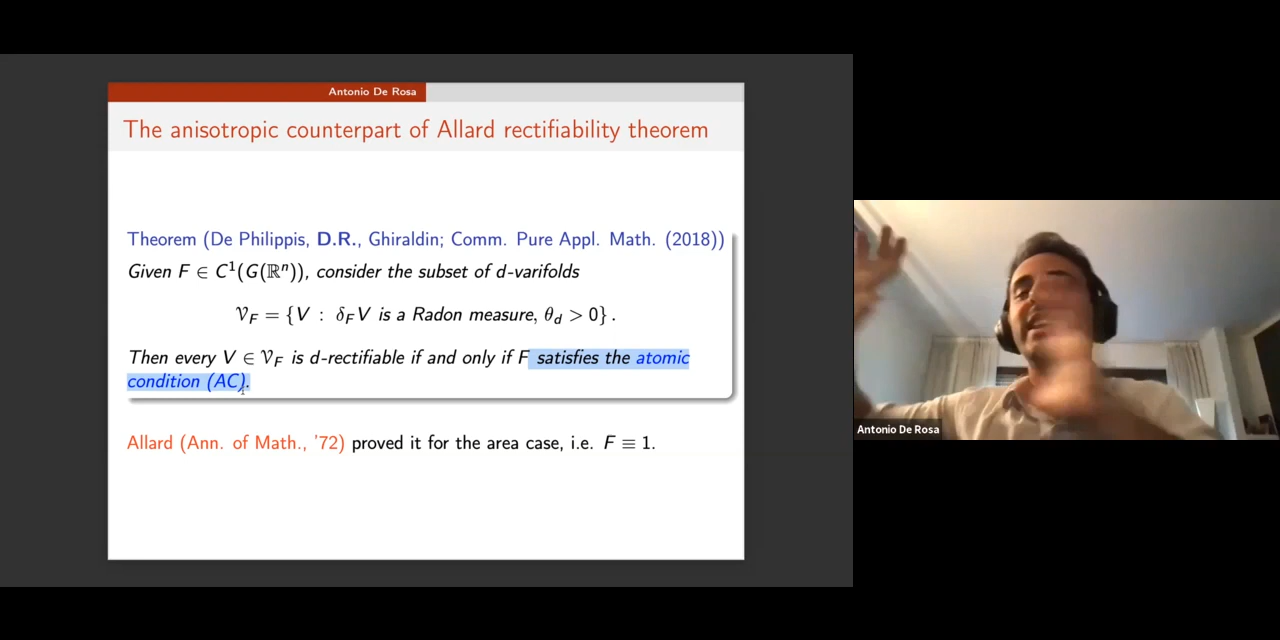 Antonio De Rosa
The anisotropic counterpart of Allard rectifiability theorem
Theorem (De Philippis, D.R., Ghiraldin; Comm. Pure Appl. Math. (2018))
Given F ∈ C¹(G(ℝⁿ)), consider the subset of d-varifolds
𝒱_F = {V : δ_F V is a Radon measure, θ_d > 0}.
Then every V ∈ 𝒱_F is d-rectifiable if and only if F satisfies the atomic
condition (AC).
Allard (Ann. of Math., '72) proved it for the area case, i.e. F ≡ 1.
Antonio De Rosa